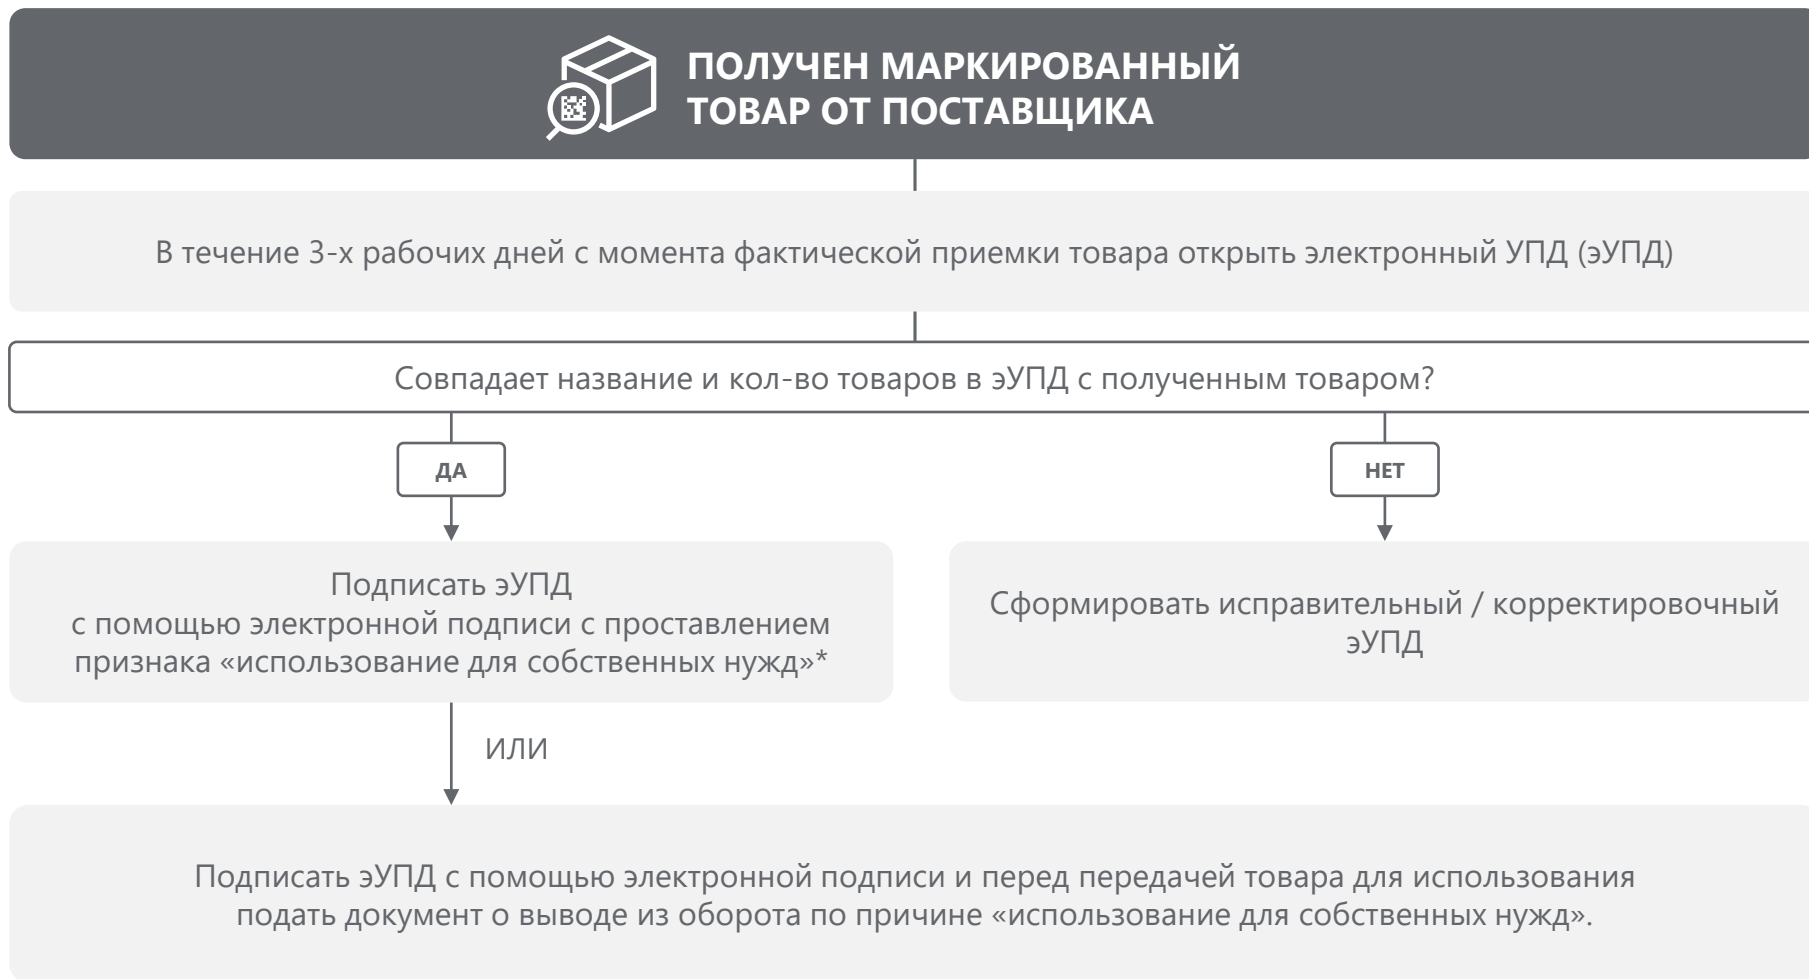 ПОЛУЧЕН МАРКИРОВАННЫЙ
ТОВАР ОТ ПОСТАВЩИКА
В течение 3-х рабочих дней с момента фактической приемки товара открыть электронный УПД (эУПД)
Совпадает название и кол-во товаров в эУПД с полученным товаром?
ДА
НЕТ
Подписать эУПД
с помощью электронной подписи с проставлением
признака «использование для собственных нужд»*
Сформировать исправительный / корректировочный
эУПД
ИЛИ
Подписать эУПД с помощью электронной подписи и перед передачей товара для использования
подать документ о выводе из оборота по причине «использование для собственных нужд».